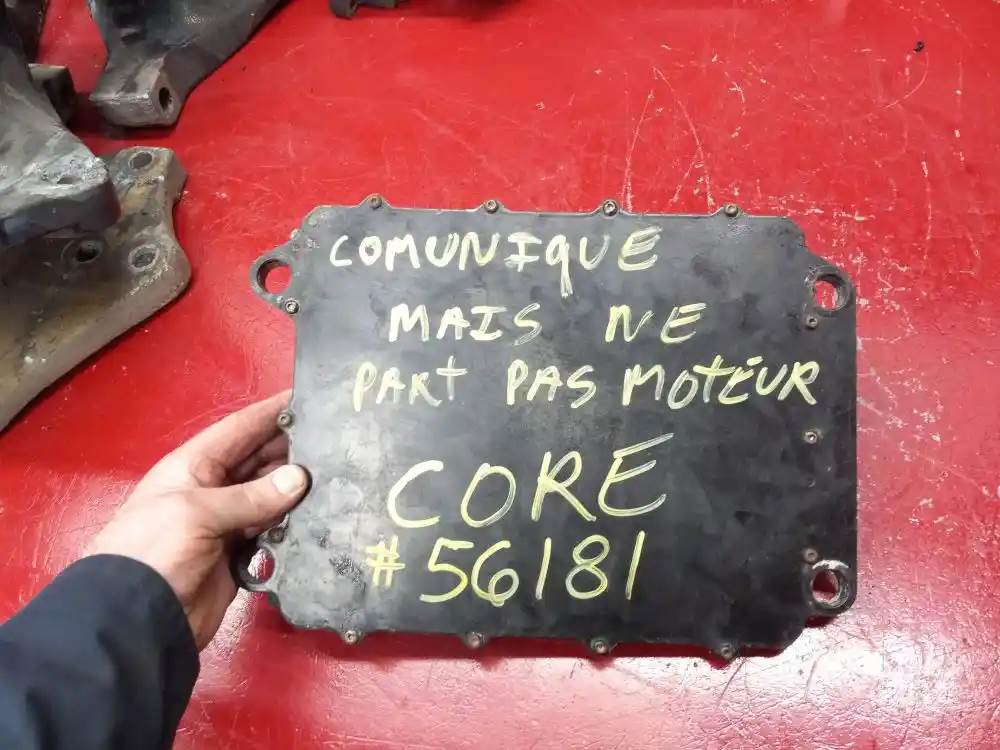 COMUNIQUE
MAIS NE
PART PAS MOTEUR
CORE
#56181